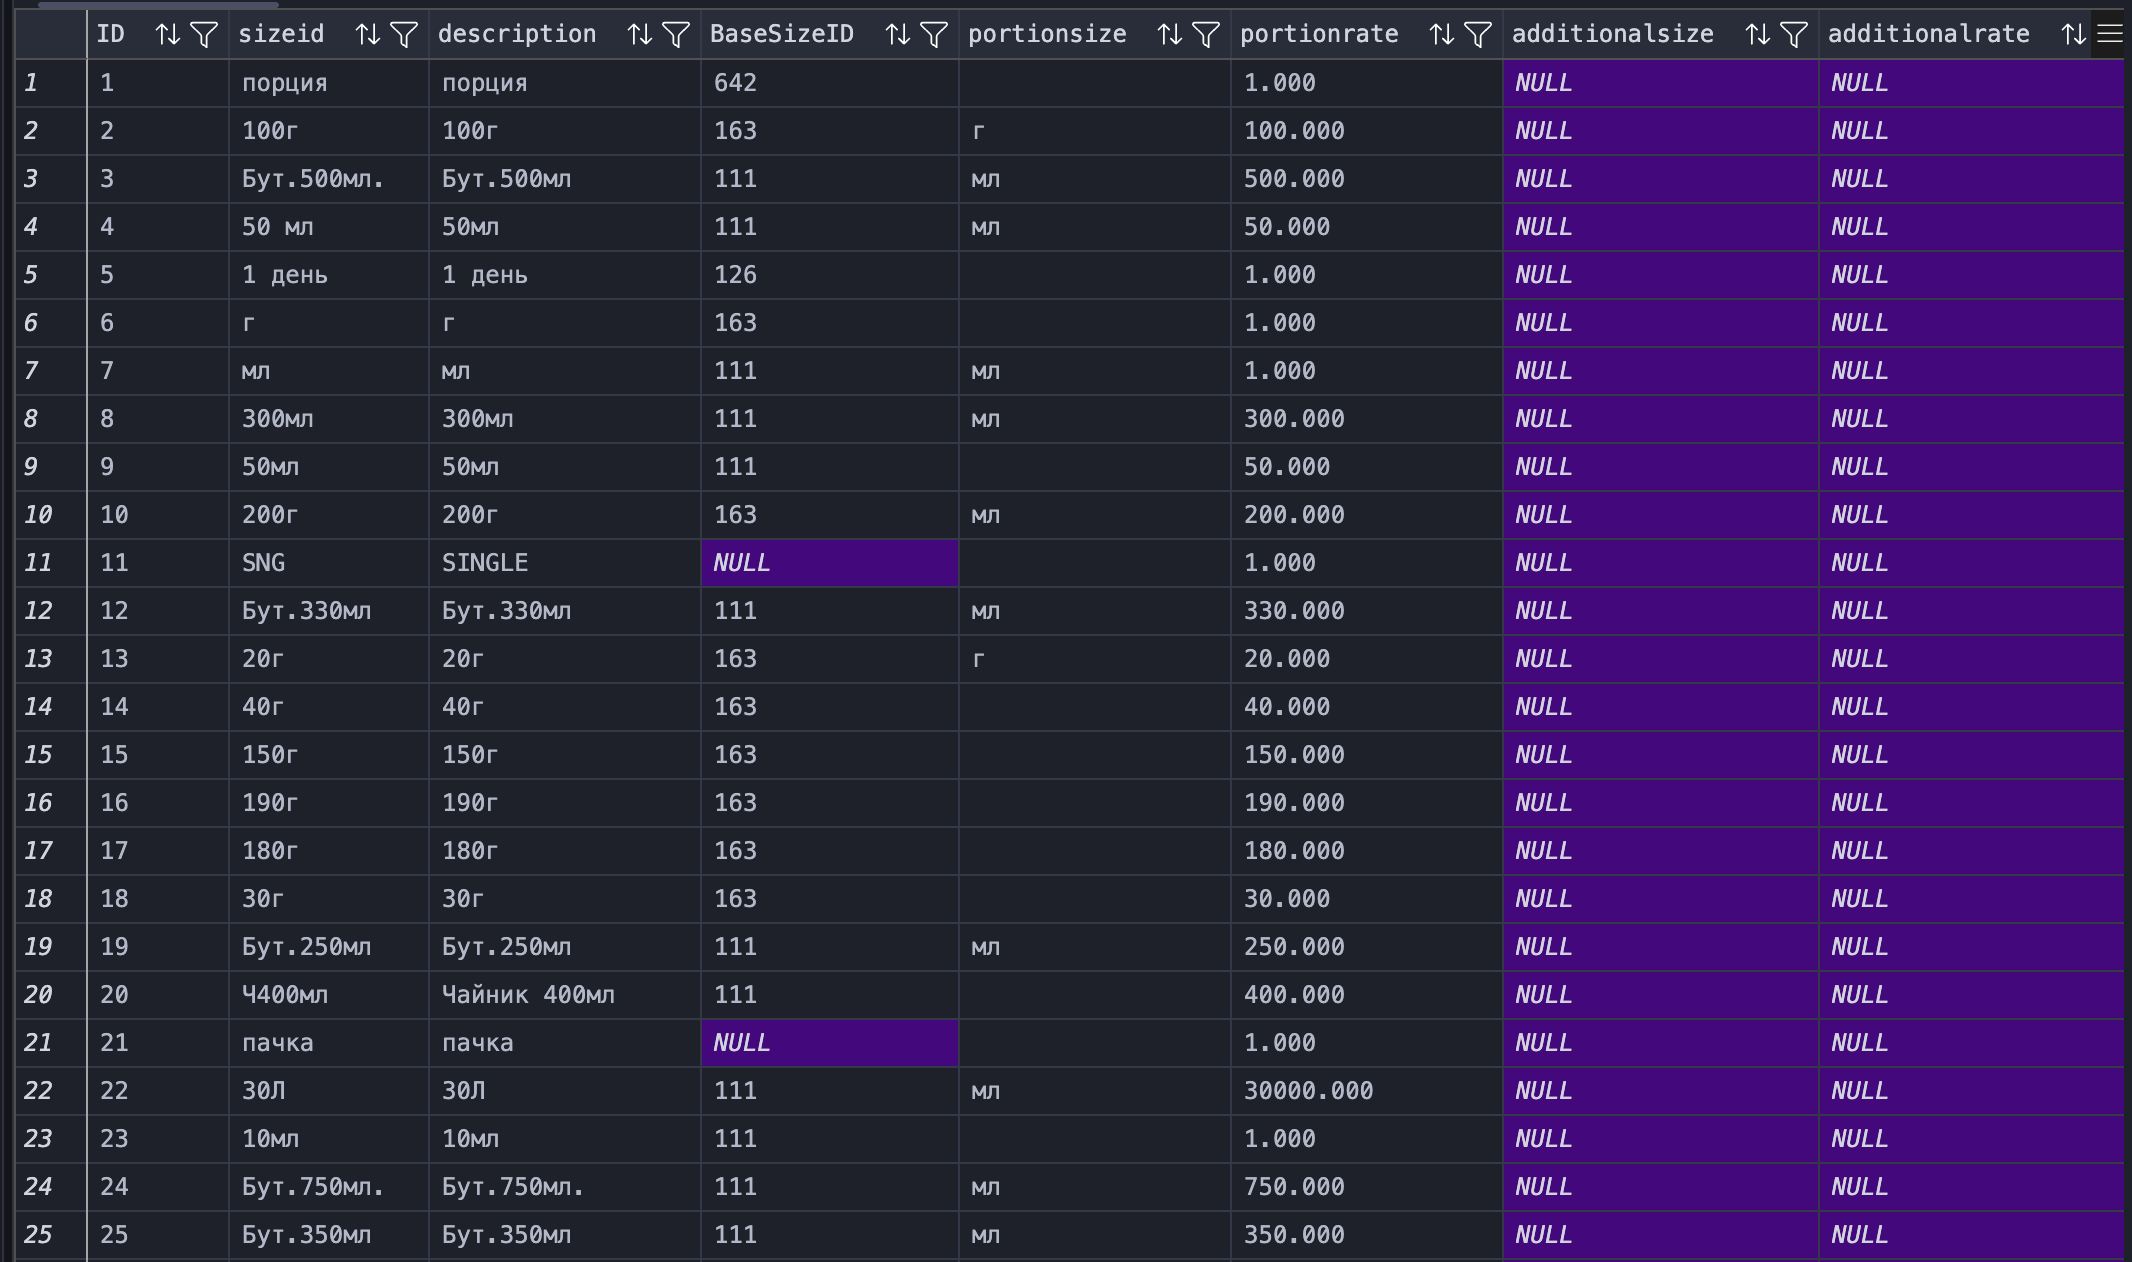 ID sizeid description BaseSizeID portionsize portionrate additionalsize additionalrate
1 1 порция порция 642 1.000 NULL NULL
2 2 100г 100г 163 г 100.000 NULL NULL
3 3 Бут.500мл. Бут.500мл 111 мл 500.000 NULL NULL
4 4 50 мл 50мл 111 мл 50.000 NULL NULL
5 5 1 день 1 день 126 1.000 NULL NULL
6 6 г г 163 1.000 NULL NULL
7 7 мл мл 111 мл 1.000 NULL NULL
8 8 300мл 300мл 111 мл 300.000 NULL NULL
9 9 50мл 50мл 111 50.000 NULL NULL
10 10 200г 200г 163 мл 200.000 NULL NULL
11 11 SNG SINGLE NULL 1.000 NULL NULL
12 12 Бут.330мл Бут.330мл 111 мл 330.000 NULL NULL
13 13 20г 20г 163 г 20.000 NULL NULL
14 14 40г 40г 163 40.000 NULL NULL
15 15 150г 150г 163 150.000 NULL NULL
16 16 190г 190г 163 190.000 NULL NULL
17 17 180г 180г 163 180.000 NULL NULL
18 18 30г 30г 163 30.000 NULL NULL
19 19 Бут.250мл Бут.250мл 111 мл 250.000 NULL NULL
20 20 Ч400мл Чайник 400мл 111 400.000 NULL NULL
21 21 пачка пачка NULL 1.000 NULL NULL
22 22 30Л 30Л 111 мл 30000.000 NULL NULL
23 23 10мл 10мл 111 1.000 NULL NULL
24 24 Бут.750мл. Бут.750мл. 111 мл 750.000 NULL NULL
25 25 Бут.350мл Бут.350мл 111 мл 350.000 NULL NULL